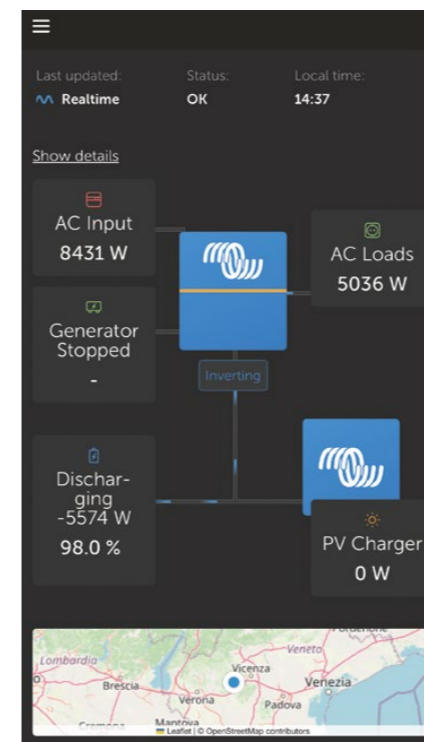 Last updated: Status: Local time:
Realtime OK 14:37
Show details
AC Input
8431 W
AC Loads
5036 W
Generator
Stopped
-
Inverting
Dischar-
ging
-5574 W
98.0 %
PV Charger
0 W
Lombardia
Brescia
Verona
Vicenza
Veneto
Venezia
Padova
Cremona
Mantova
Leaflet | © OpenStreetMap contributors